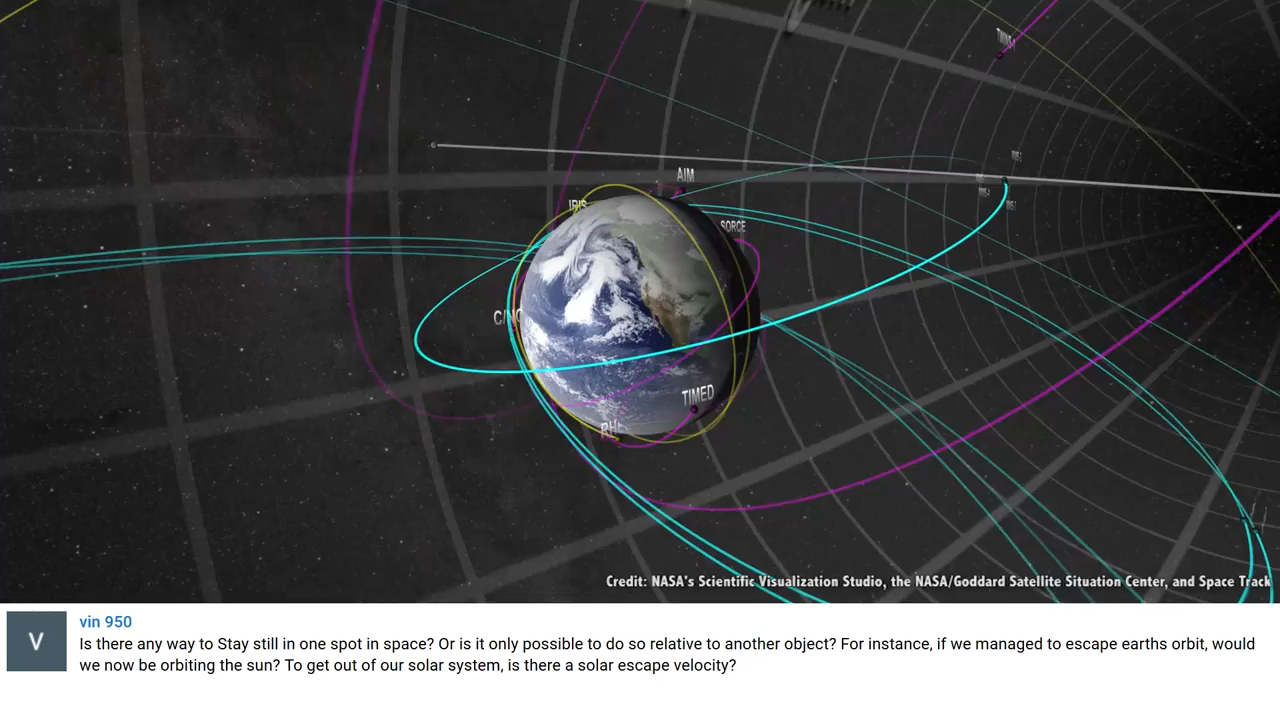 AIM
SORCE
TIMED
Credit: NASA's Scientific Visualization Studio, the NASA/Goddard Satellite Situation Center, and Space Track
V
vin 950
Is there any way to Stay still in one spot in space? Or is it only possible to do so relative to another object? For instance, if we managed to escape earths orbit, would
we now be orbiting the sun? To get out of our solar system, is there a solar escape velocity?